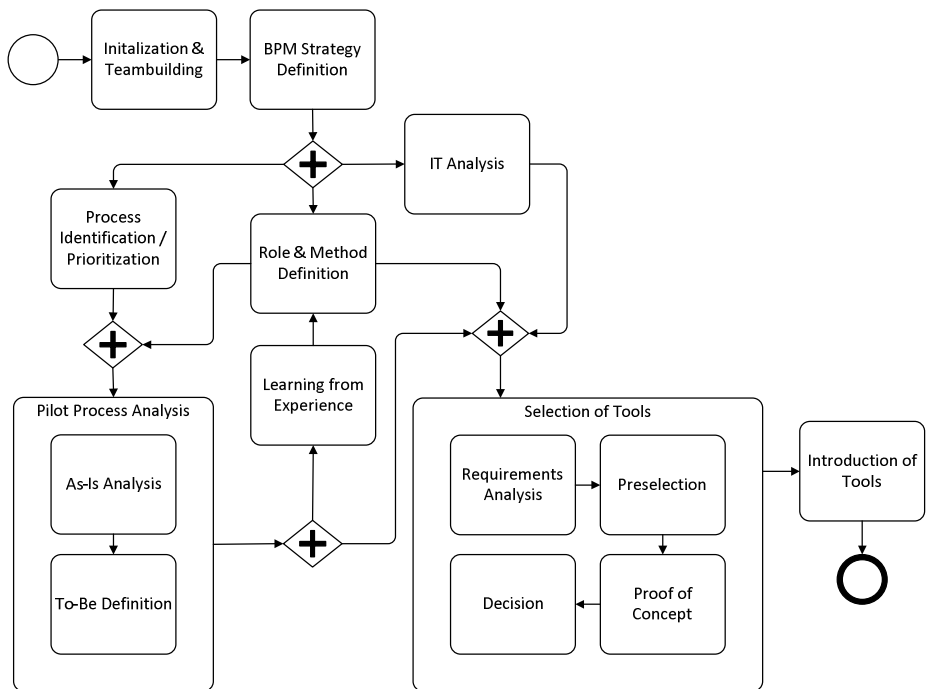 Initalization &
Teambuilding
BPM Strategy
Definition
IT Analysis
Process
Identification /
Prioritization
Role & Method
Definition
Learning from
Experience
Pilot Process Analysis
As-Is Analysis
To-Be Definition
Selection of Tools
Requirements
Analysis
Preselection
Decision
Proof of
Concept
Introduction of
Tools